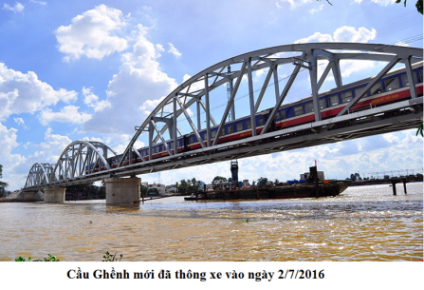 Cầu Ghềnh mới đã thông xe vào ngày 2/7/2016